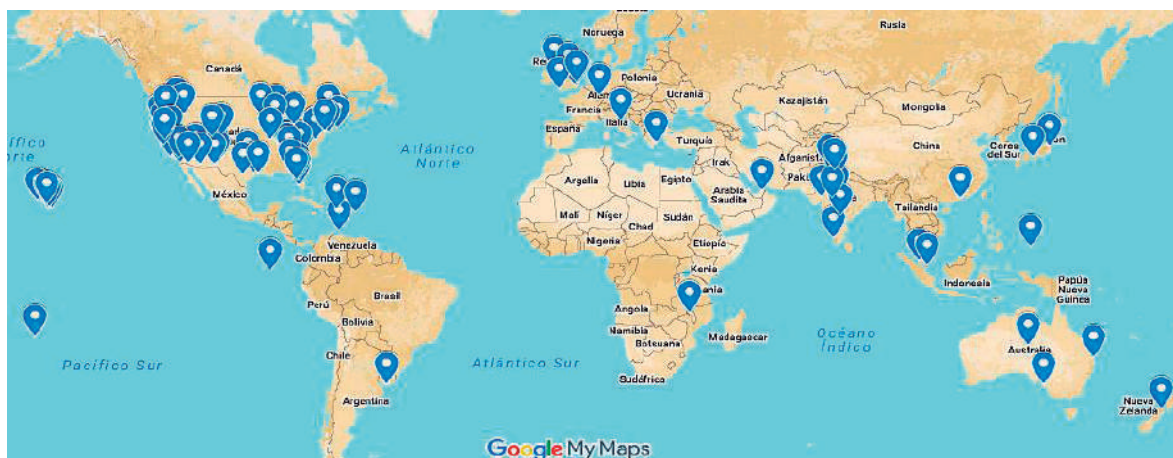 Noruega
Rusia
Canadá
Polonia
Ucrania
Kazajistán
Mongolia
Francia
Italia
España
Turquía
China
Corea
del Sur
Atlántico
Norte
Irak
México
Argelia
Libia
Egipto
Arabia
Saudita
Tailandia
Malí
Níger
Sudán
Chad
Venezuela
Nigeria
Etiopía
Colombia
Kenia
Indonesia
Papúa
Nueva
Guinea
Perú
Brasil
Angola
Bolivia
Namibia
Botsuana
Madagascar
Océano
Índico
Australia
Pacífico Sur
Chile
Atlántico Sur
Sudáfrica
Argentina
Nueva
Zelanda
Google My Maps